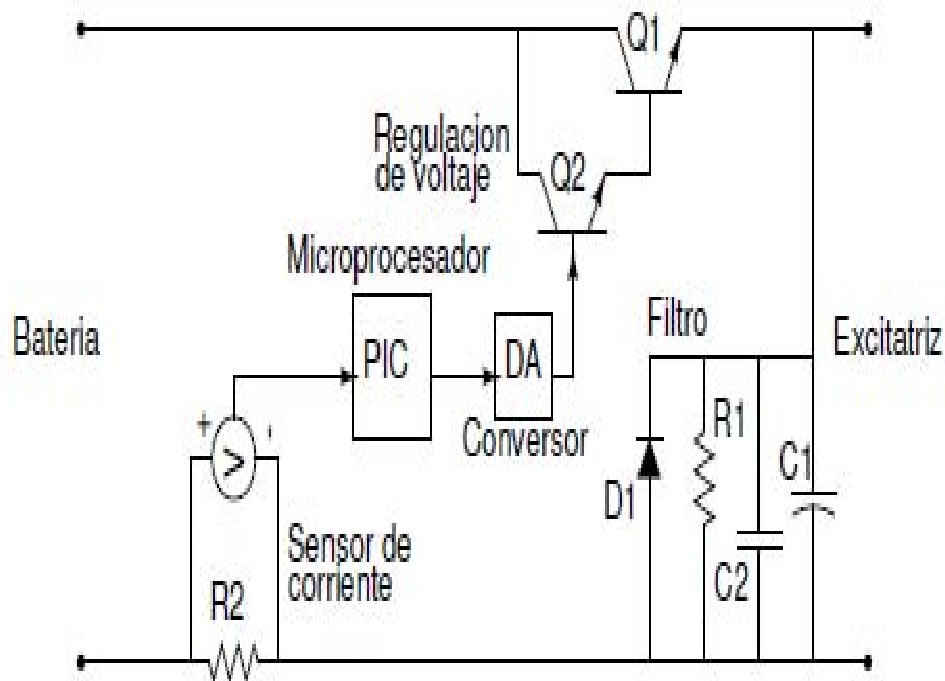 Q1
Regulacion
de voltaje
Q2
Microprocesador
Bateria
PIC
DA
Filtro
Excitatriz
Conversor
+
-
V
R1
C1
D1
C2
Sensor de
corriente
R2